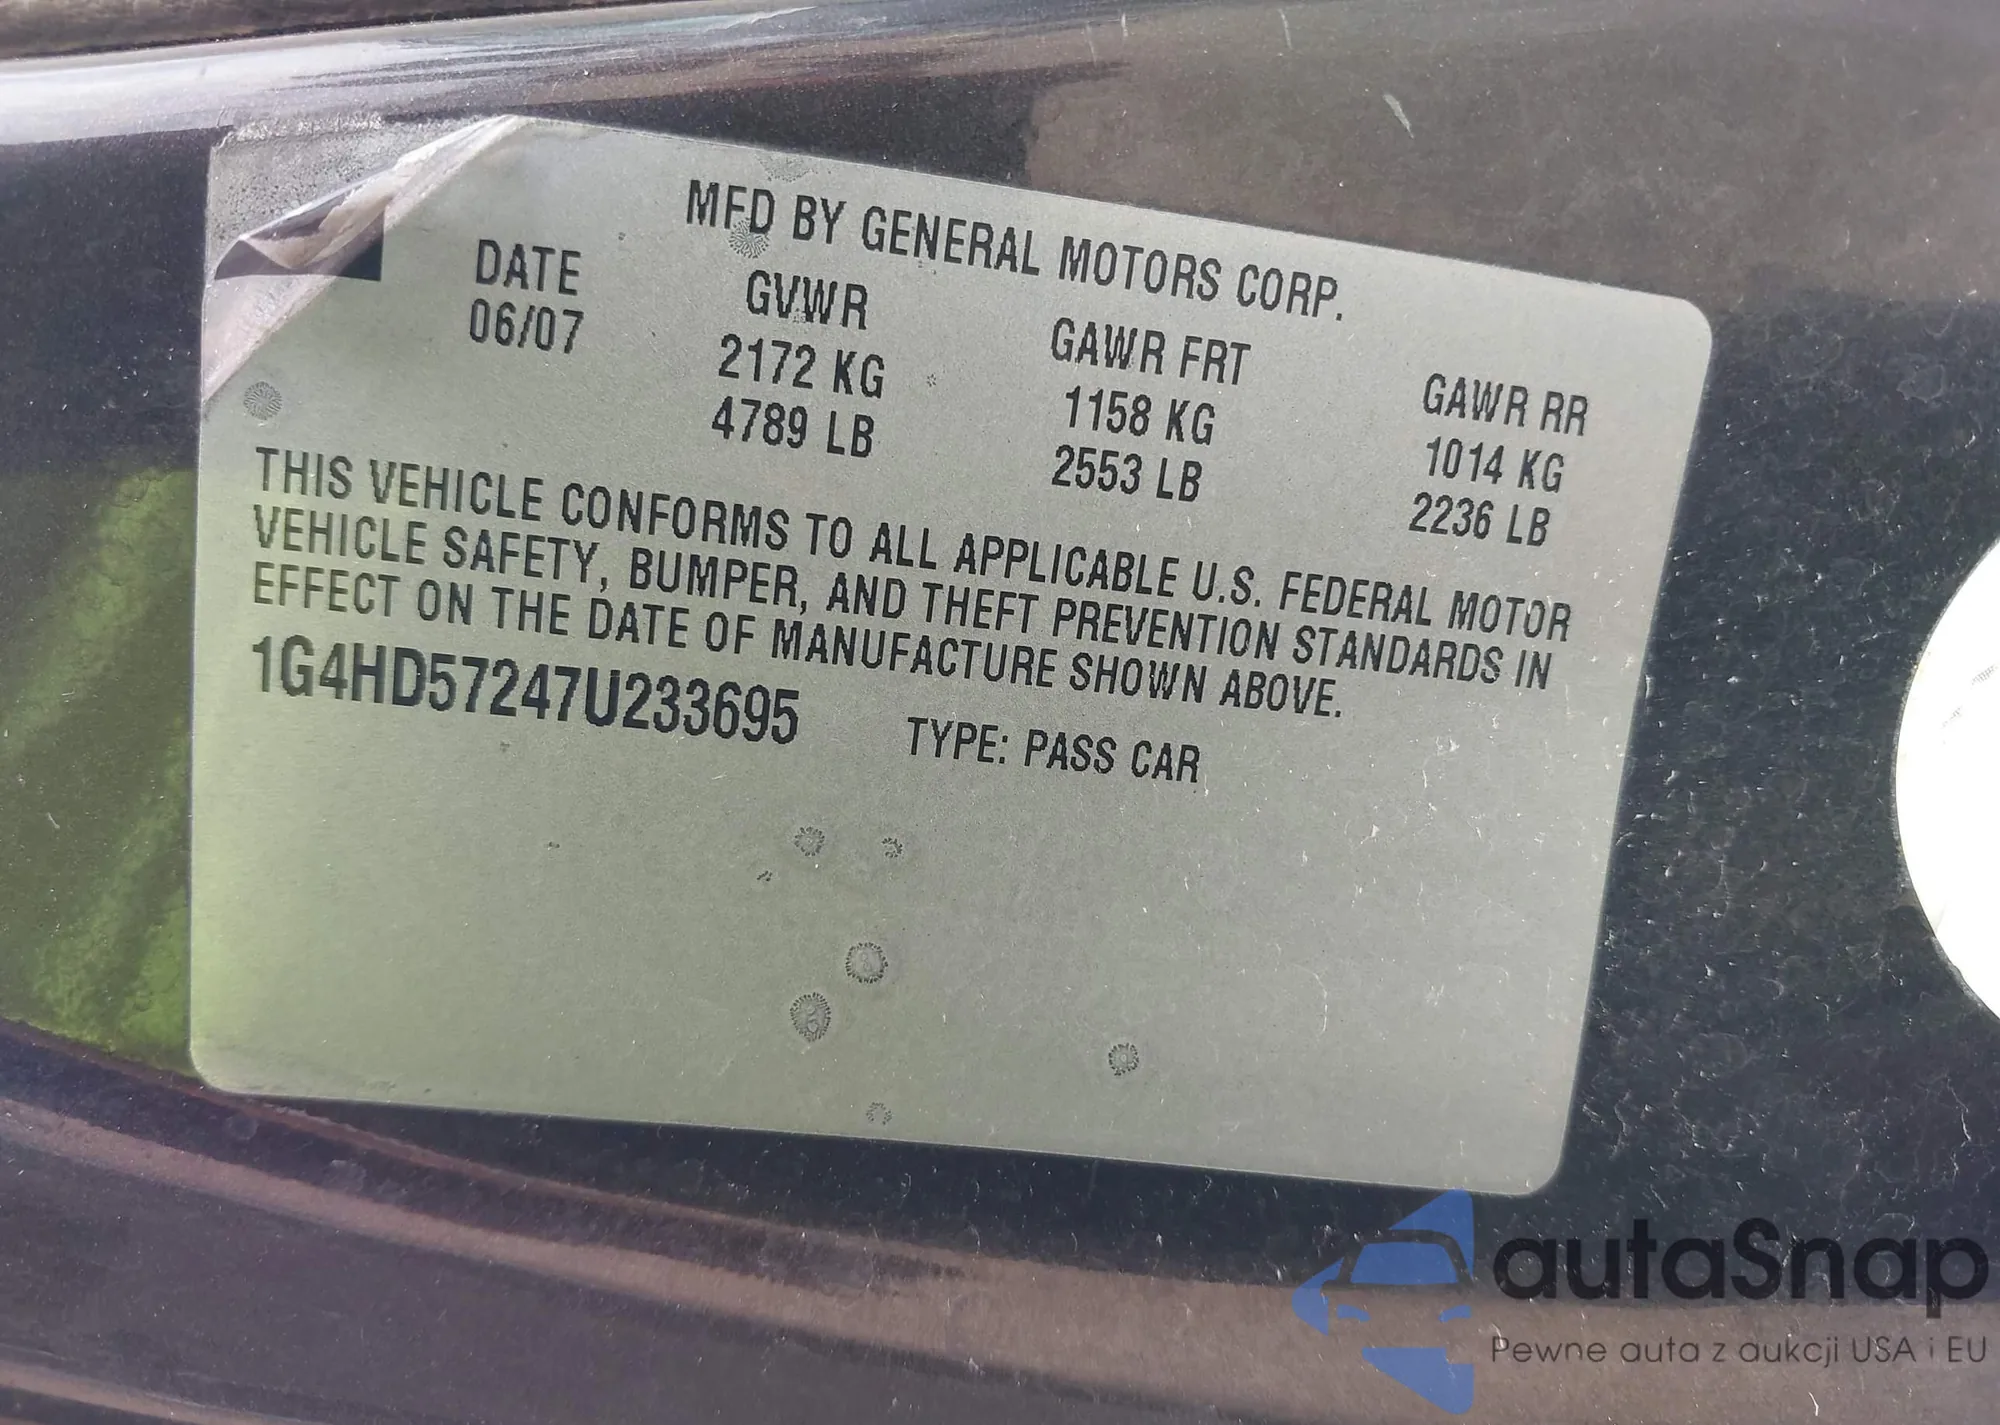 MFD BY GENERAL MOTORS CORP.
DATE GVWR GAWR FRT GAWR RR
06/07 2172 KG 1158 KG 1014 KG
4789 LB 2553 LB 2236 LB
THIS VEHICLE CONFORMS TO ALL APPLICABLE U.S. FEDERAL MOTOR
VEHICLE SAFETY, BUMPER, AND THEFT PREVENTION STANDARDS IN
EFFECT ON THE DATE OF MANUFACTURE SHOWN ABOVE.
1G4HD57247U233695 TYPE: PASS CAR
autaSnap
Pewne auta z aukcji USA i EU